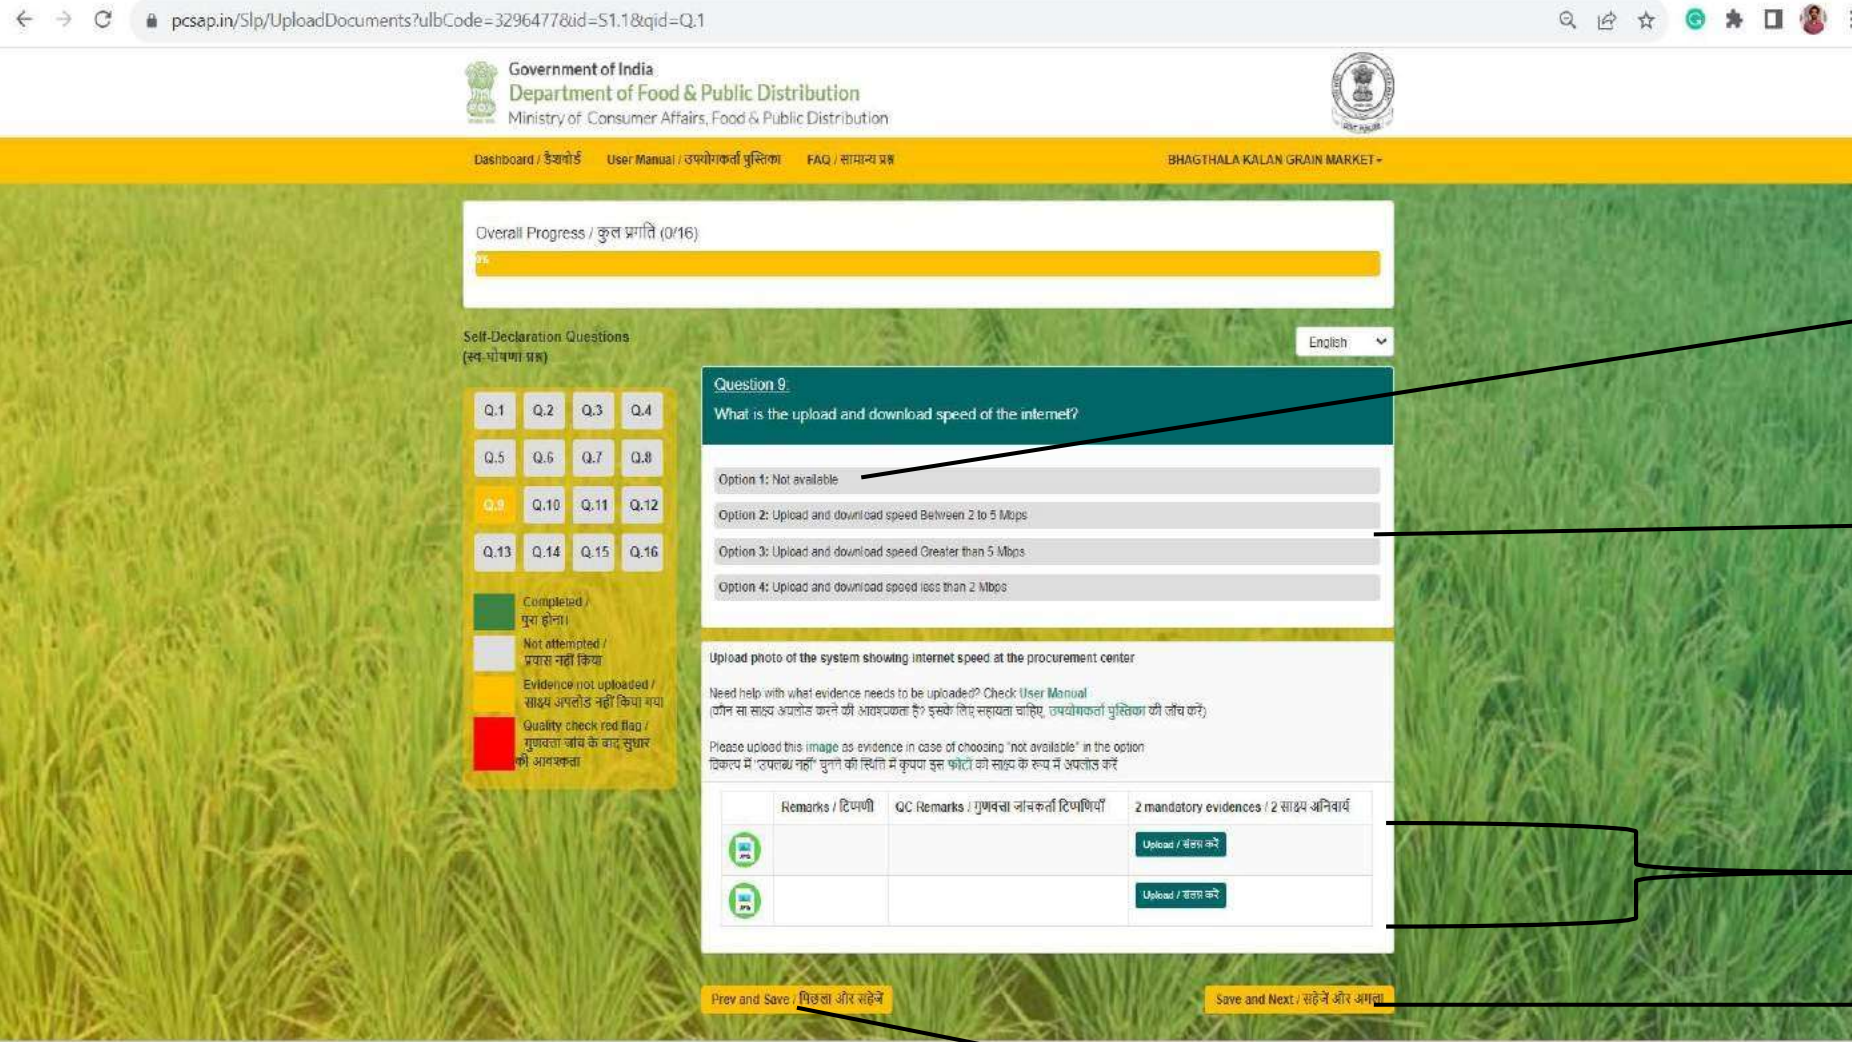 pcsap.in/Slp/UploadDocuments?ulbCode=3296477&id=S1.1&qid=Q.1
Government of India
Department of Food & Public Distribution
Ministry of Consumer Affairs, Food & Public Distribution
Dashboard / डैशबोर्ड User Manual / उपयोगकर्ता पुस्तिका FAQ / सामान्य प्रश्न BHAGTHALA KALAN GRAIN MARKET
Overall Progress / कुल प्रगति (0/16)
0%
Self-Declaration Questions
(स्व-घोषणा प्रश्न)
English
Q.1 Q.2 Q.3 Q.4
Q.5 Q.6 Q.7 Q.8
Q.9 Q.10 Q.11 Q.12
Q.13 Q.14 Q.15 Q.16
Completed /
पूरा होना।
Not attempted /
प्रयास नहीं किया
Evidence not uploaded /
साक्ष्य अपलोड नहीं किया गया
Quality check red flag /
गुणवत्ता जांच के बाद सुधार
की आवश्यकता
Question 9:
What is the upload and download speed of the internet?
Option 1: Not available
Option 2: Upload and download speed Between 2 to 5 Mbps
Option 3: Upload and download speed Greater than 5 Mbps
Option 4: Upload and download speed less than 2 Mbps
Upload photo of the system showing internet speed at the procurement center
Need help with what evidence needs to be uploaded? Check User Manual
(कौन सा साक्ष्य अपलोड करने की आवश्यकता है? इसके लिए सहायता चाहिए, उपयोगकर्ता पुस्तिका की जाँच करें)
Please upload this image as evidence in case of choosing "not available" in the option
विकल्प में "उपलब्ध नहीं" चुनने की स्थिति में कृपया इस फोटो को साक्ष्य के रूप में अपलोड करें
Remarks / टिप्पणी QC Remarks / गुणवत्ता जांचकर्ता टिप्पणियाँ 2 mandatory evidences / 2 साक्ष्य अनिवार्य
JPG Upload / संलग्न करें
JPG Upload / संलग्न करें
Prev and Save / पिछला और सहेजें Save and Next / सहेजें और अगला